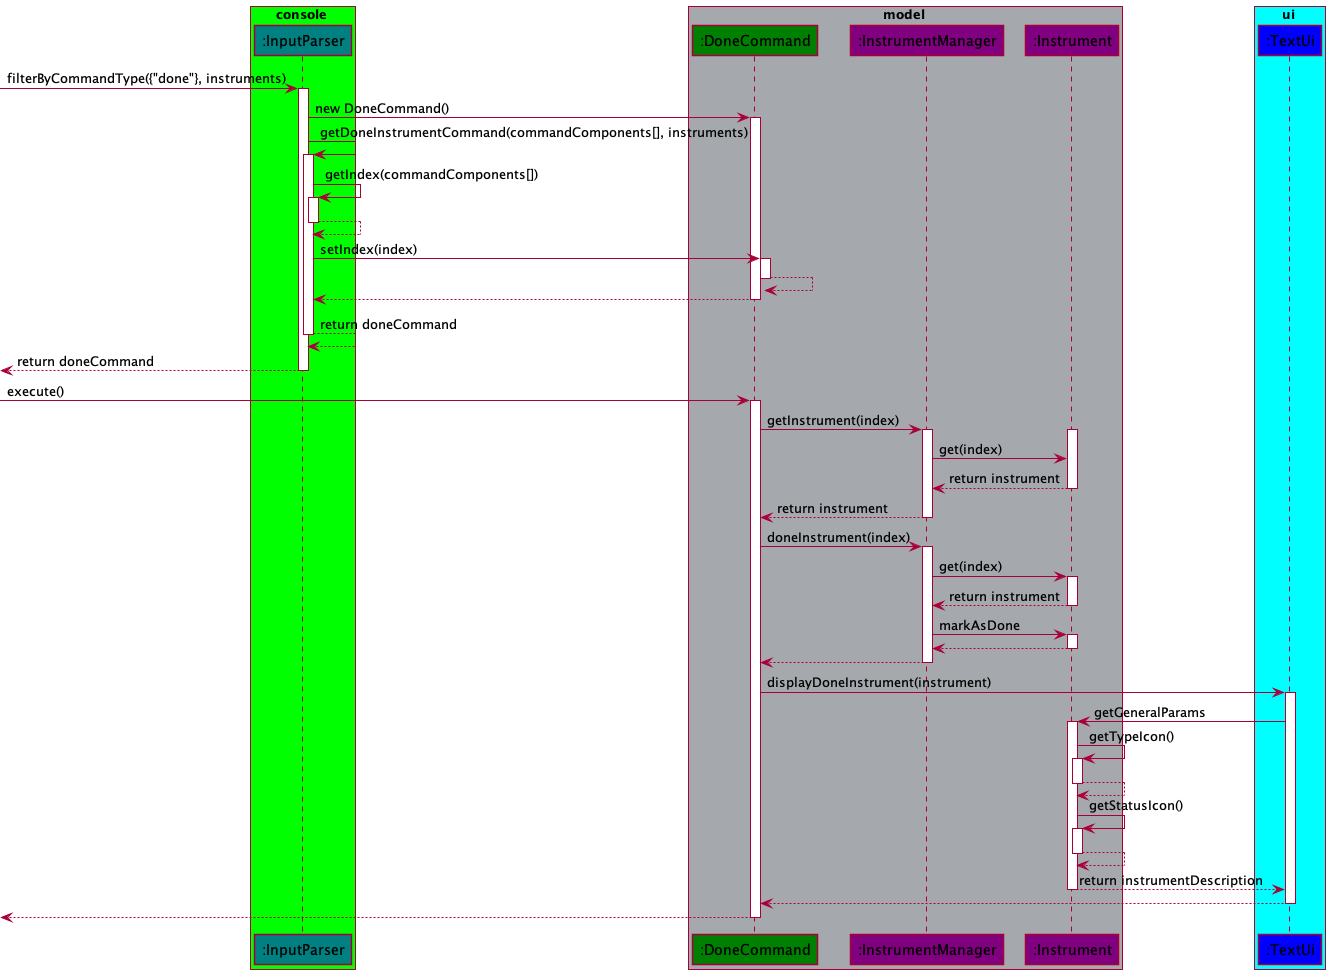 console
model
ui
:InputParser
:DoneCommand
:InstrumentManager
:Instrument
:TextUi
filterByCommandType({"done"}, instruments)
new DoneCommand()
getDoneInstrumentCommand(commandComponents[], instruments)
getIndex(commandComponents[])
setIndex(index)
return doneCommand
return doneCommand
execute()
getInstrument(index)
get(index)
return instrument
return instrument
doneInstrument(index)
get(index)
return instrument
markAsDone
displayDoneInstrument(instrument)
getGeneralParams
getTypeIcon()
getStatusIcon()
return instrumentDescription
:InputParser
:DoneCommand
:InstrumentManager
:Instrument
:TextUi